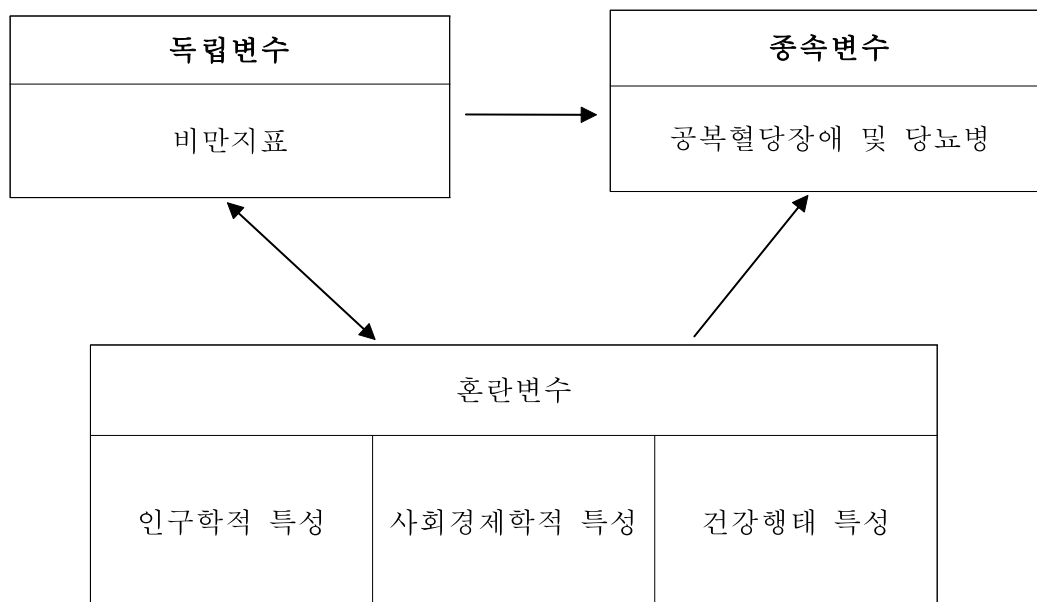 독립변수
종속변수
비만지표
공복혈당장애 및 당뇨병
혼란변수
인구학적 특성
사회경제학적 특성
건강행태 특성